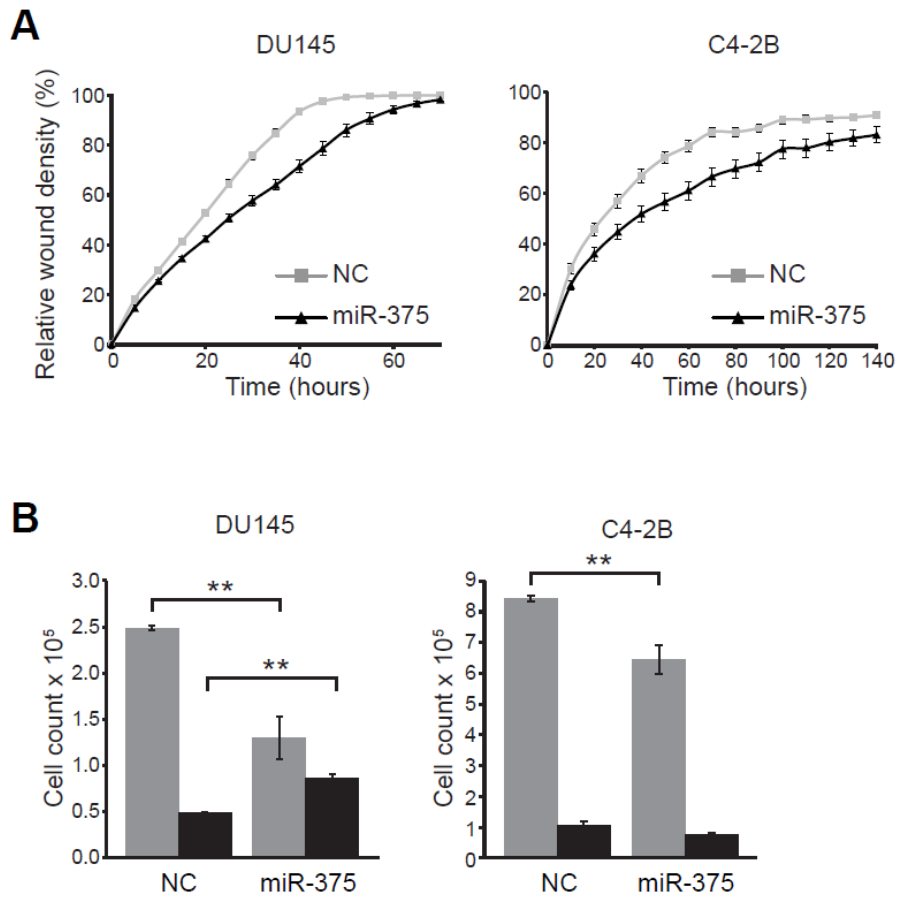 A
DU145
C4-2B
Relative wound density (%)
100
80
60
40
20
0
0
20
40
60
Time (hours)
NC
miR-375
100
80
60
40
20
0
0
20
40
60
80
100
120
140
Time (hours)
NC
miR-375
B
DU145
C4-2B
Cell count x 10⁵
3.0
2.5
2.0
1.5
1.0
0.5
0.0
**
**
NC
miR-375
Cell count x 10⁵
9
8
7
6
5
4
3
2
1
0
**
NC
miR-375